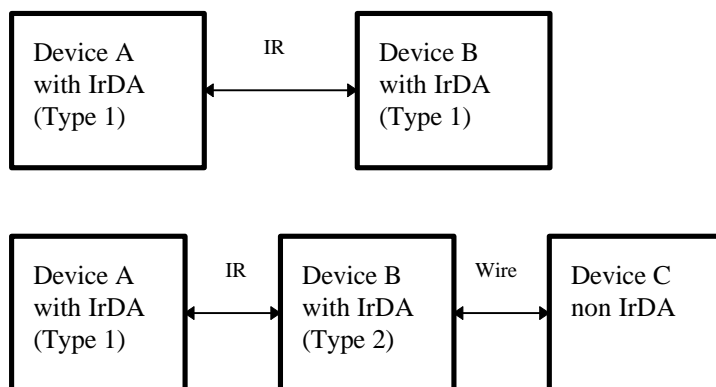 Device A
with IrDA
(Type 1)
IR
Device B
with IrDA
(Type 1)
Device A
with IrDA
(Type 1)
IR
Device B
with IrDA
(Type 2)
Wire
Device C
non IrDA